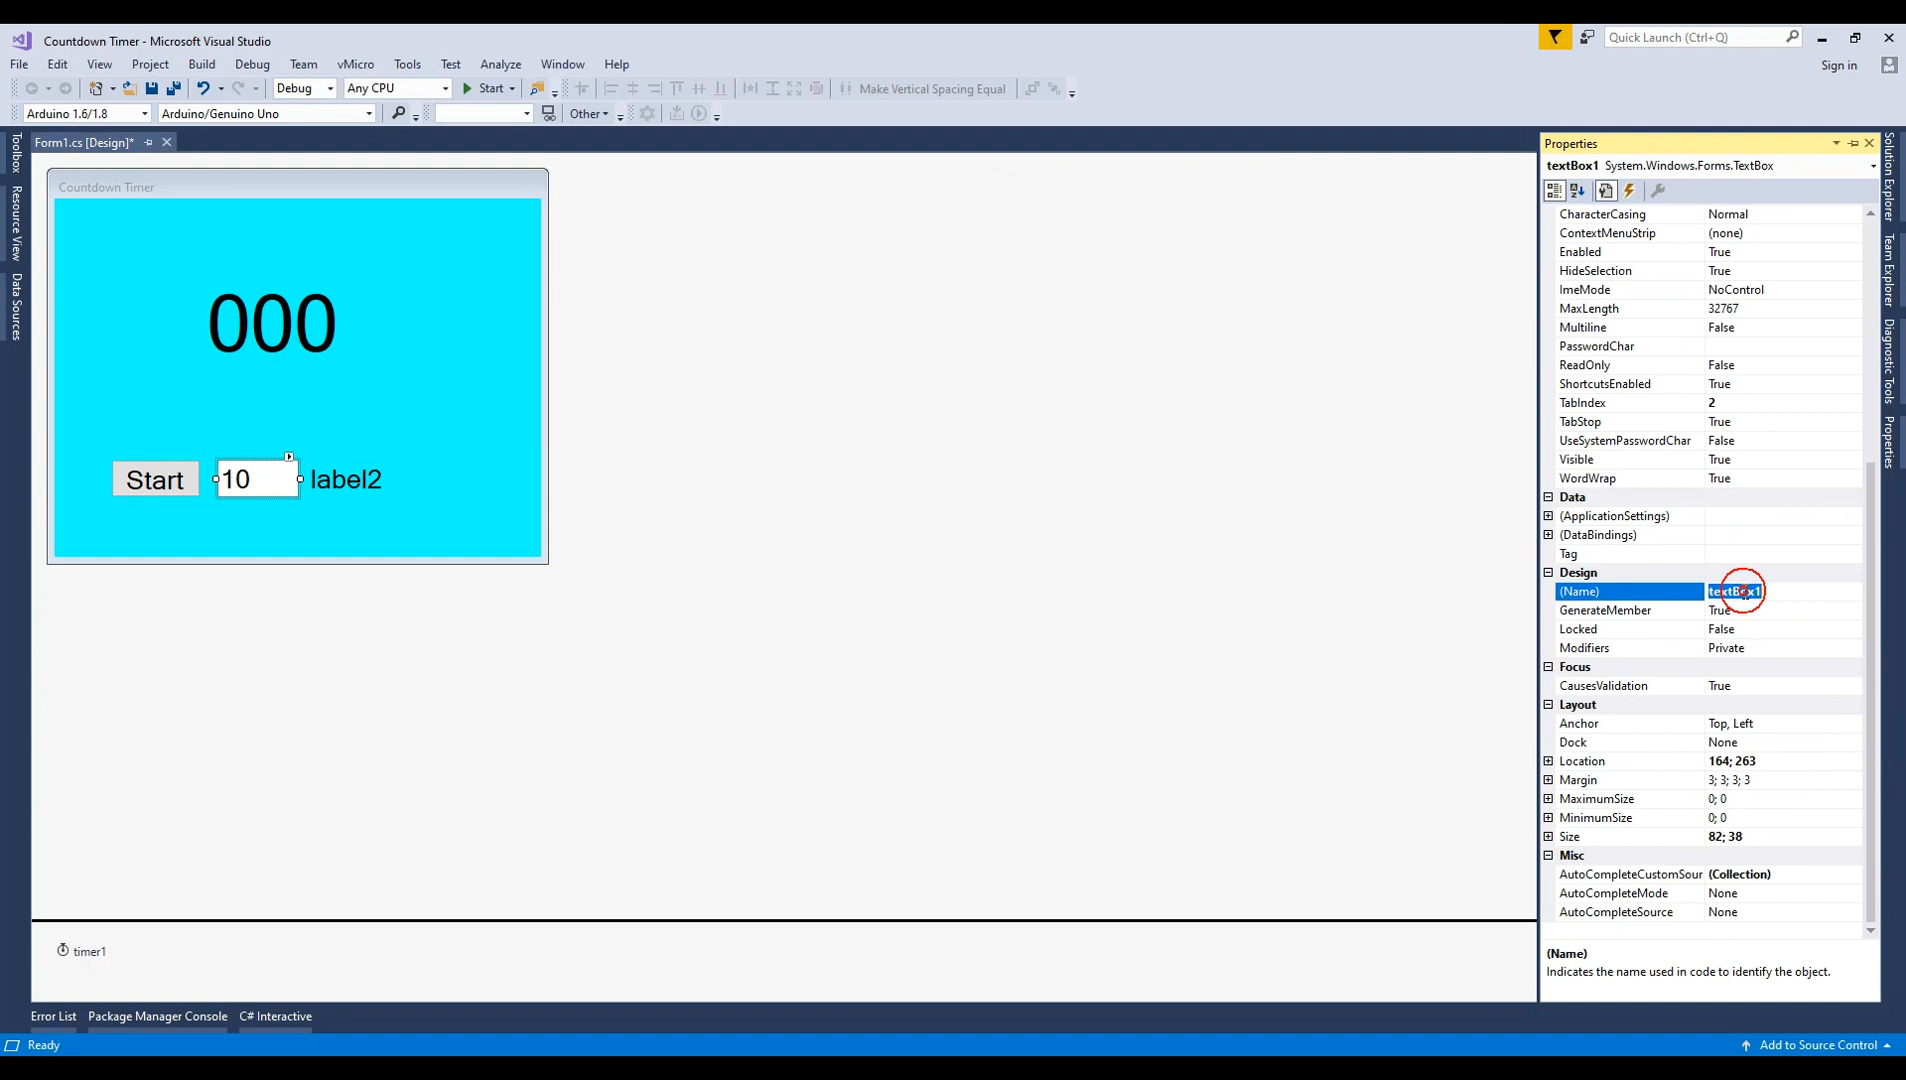 Countdown Timer - Microsoft Visual Studio
Quick Launch (Ctrl+Q)
File Edit View Project Build Debug Team vMicro Tools Test Analyze Window Help
Sign in
Debug Any CPU Start Make Vertical Spacing Equal
Arduino 1.6/1.8 Arduino/Genuino Uno Other
Toolbox
Resource View
Data Sources
Form1.cs [Design]*
Countdown Timer
000
Start 10 label2
timer1
Properties
textBox1 System.Windows.Forms.TextBox
CharacterCasing Normal
ContextMenuStrip (none)
Enabled True
HideSelection True
ImeMode NoControl
MaxLength 32767
Multiline False
PasswordChar
ReadOnly False
ShortcutsEnabled True
TabIndex 2
TabStop True
UseSystemPasswordChar False
Visible True
WordWrap True
Data
(ApplicationSettings)
(DataBindings)
Tag
Design
(Name) textBox1
GenerateMember True
Locked False
Modifiers Private
Focus
CausesValidation True
Layout
Anchor Top, Left
Dock None
Location 164; 263
Margin 3; 3; 3; 3
MaximumSize 0; 0
MinimumSize 0; 0
Size 82; 38
Misc
AutoCompleteCustomSour (Collection)
AutoCompleteMode None
AutoCompleteSource None
(Name)
Indicates the name used in code to identify the object.
Solution Explorer
Team Explorer
Diagnostic Tools
Properties
Error List Package Manager Console C# Interactive
Ready
Add to Source Control